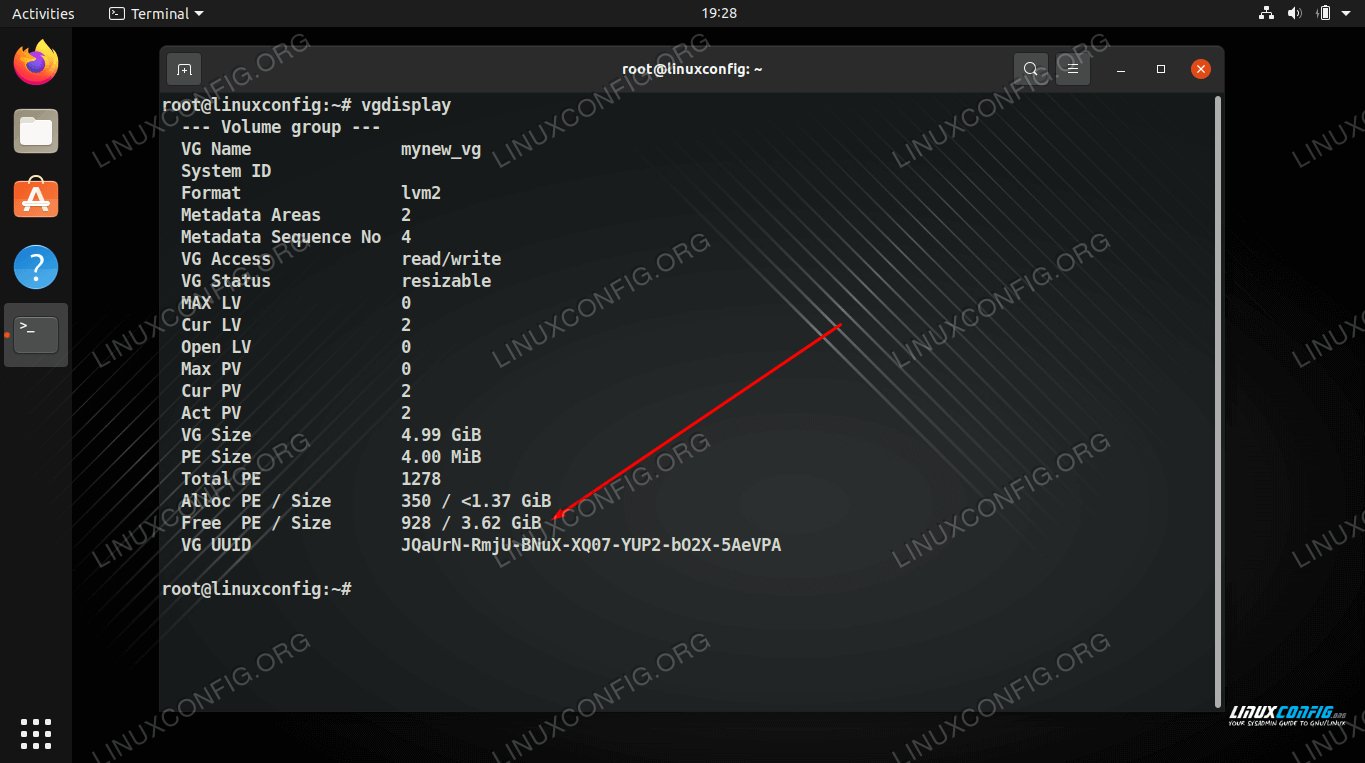 Activities Terminal 19:28
root@linuxconfig: ~
root@linuxconfig:~# vgdisplay
--- Volume group ---
VG Name mynew_vg
System ID
Format lvm2
Metadata Areas 2
Metadata Sequence No 4
VG Access read/write
VG Status resizable
MAX LV 0
Cur LV 2
Open LV 0
Max PV 0
Cur PV 2
Act PV 2
VG Size 4.99 GiB
PE Size 4.00 MiB
Total PE 1278
Alloc PE / Size 350 / <1.37 GiB
Free  PE / Size 928 / 3.62 GiB
VG UUID JQaUrN-RmjU-BNuX-XQ07-YUP2-bO2X-5AeVPA
root@linuxconfig:~#
LINUXCONFIG.ORG
LINUXCONFIG.ORG
YOUR SYSADMIN GUIDE TO GNU/LINUX